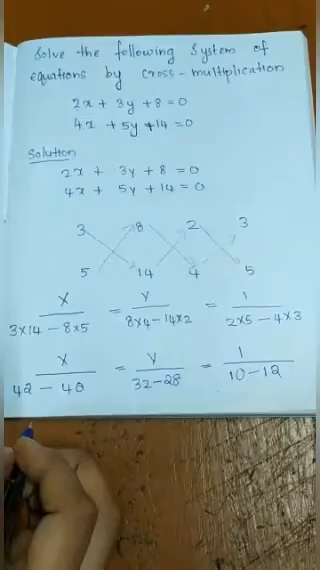 Solve the following System of
equations by cross-multiplication
2x + 3y + 8 = 0
4x + 5y + 14 = 0
Solution
2x + 3y + 8 = 0
4x + 5y + 14 = 0
3 8 2 3
5 14 4 5
x/(3×14 – 8×5) = y/(8×4 – 14×2) = 1/(2×5 – 4×3)
x/(42 – 40) = y/(32–28) = 1/(10–12)